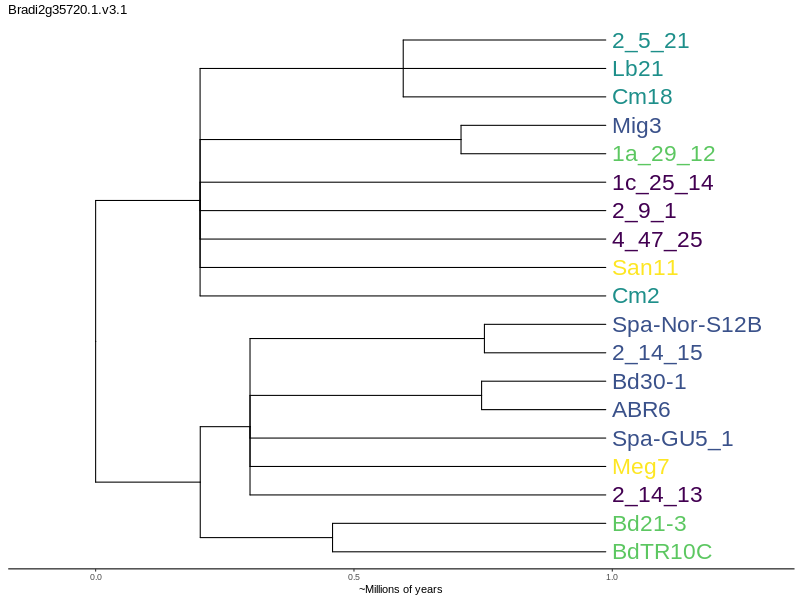 Bradi2g35720.1.v3.1
2_5_21
Lb21
Cm18
Mig3
1a_29_12
1c_25_14
2_9_1
4_47_25
San11
Cm2
Spa-Nor-S12B
2_14_15
Bd30-1
ABR6
Spa-GU5_1
Meg7
2_14_13
Bd21-3
BdTR10C
0.0 0.5 1.0
~Millions of years